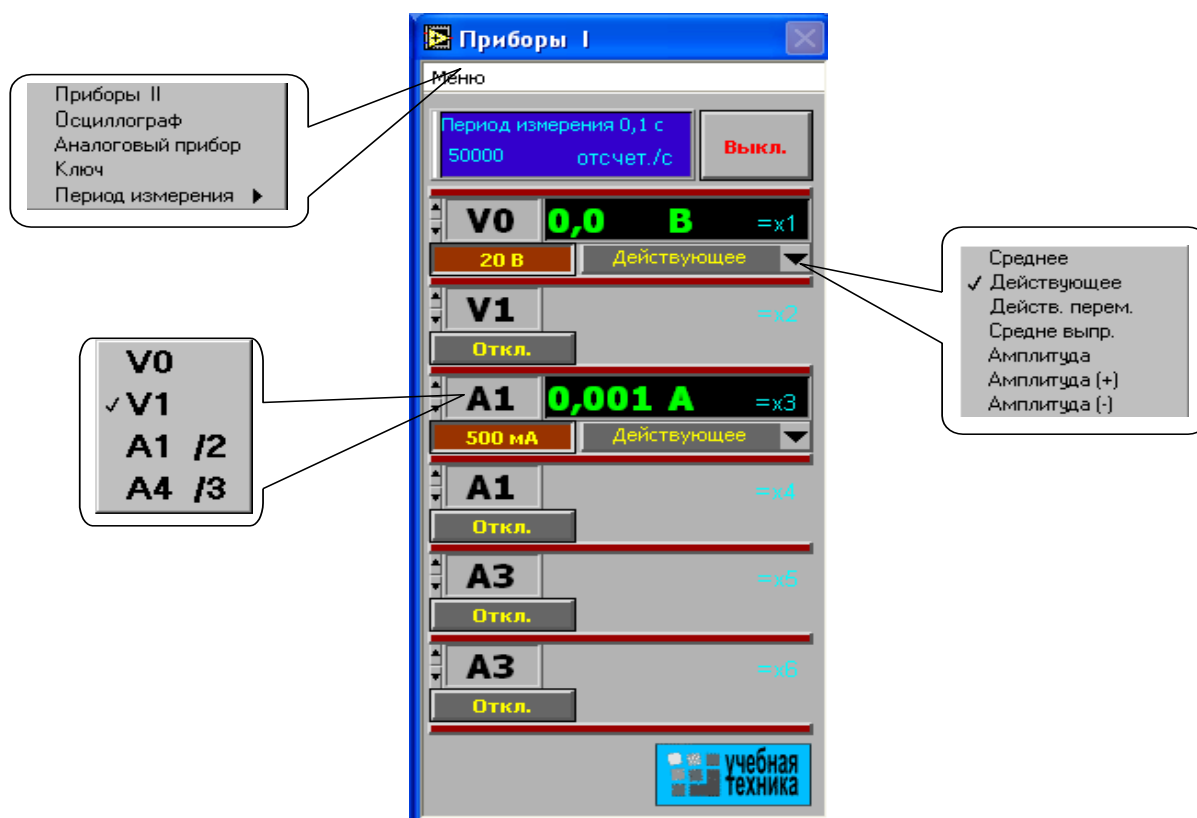 Приборы I
Меню
Приборы II
Осциллограф
Аналоговый прибор
Ключ
Период измерения
Период измерения 0,1 с
50000 отсчет./с
Выкл.
V0 0,0 В =x1
20 В Действующее
V1 =x2
Откл.
A1 0,001 А =x3
500 мА Действующее
A1 =x4
Откл.
A3 =x5
Откл.
A3 =x6
Откл.
учебная
техника
Среднее
Действующее
Действ. перем.
Средне выпр.
Амплитуда
Амплитуда (+)
Амплитуда (-)
V0
V1
A1 /2
A4 /3